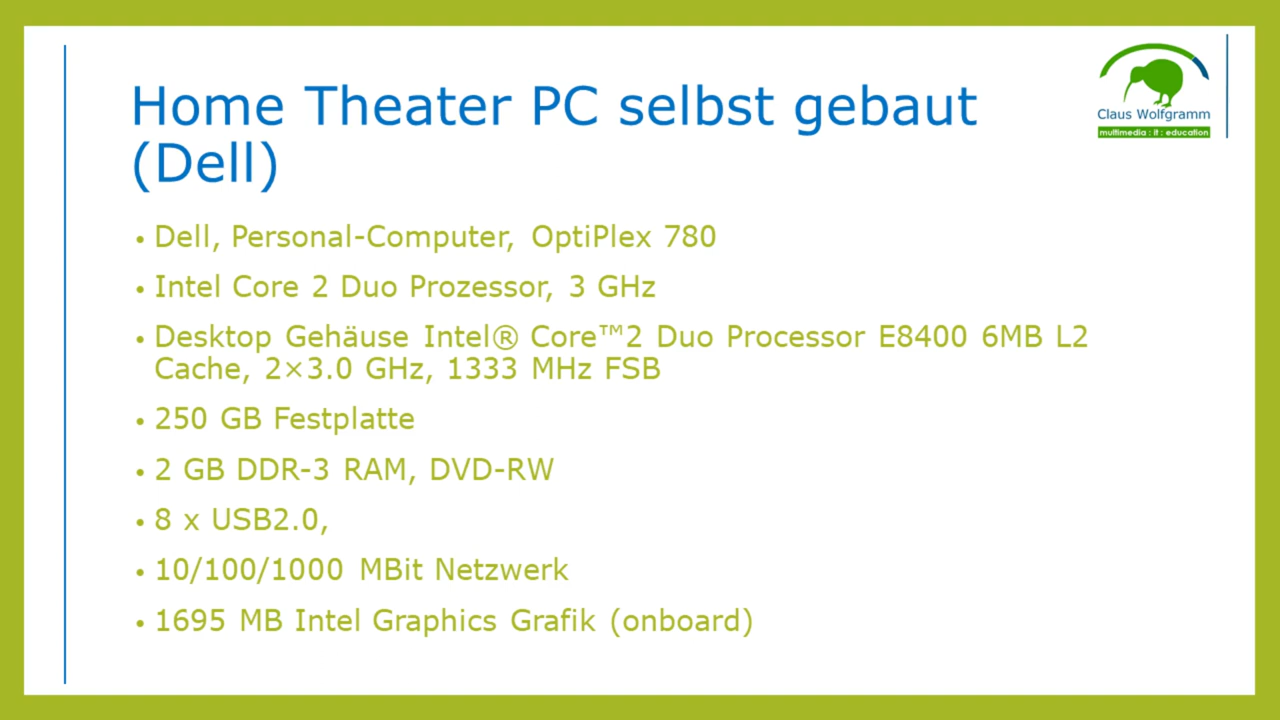 Home Theater PC selbst gebaut
(Dell)
Claus Wolfgramm
multimedia : it : education
• Dell, Personal-Computer, OptiPlex 780
• Intel Core 2 Duo Prozessor, 3 GHz
• Desktop Gehäuse Intel® Core™2 Duo Processor E8400 6MB L2
Cache, 2×3.0 GHz, 1333 MHz FSB
• 250 GB Festplatte
• 2 GB DDR-3 RAM, DVD-RW
• 8 x USB2.0,
• 10/100/1000 MBit Netzwerk
• 1695 MB Intel Graphics Grafik (onboard)